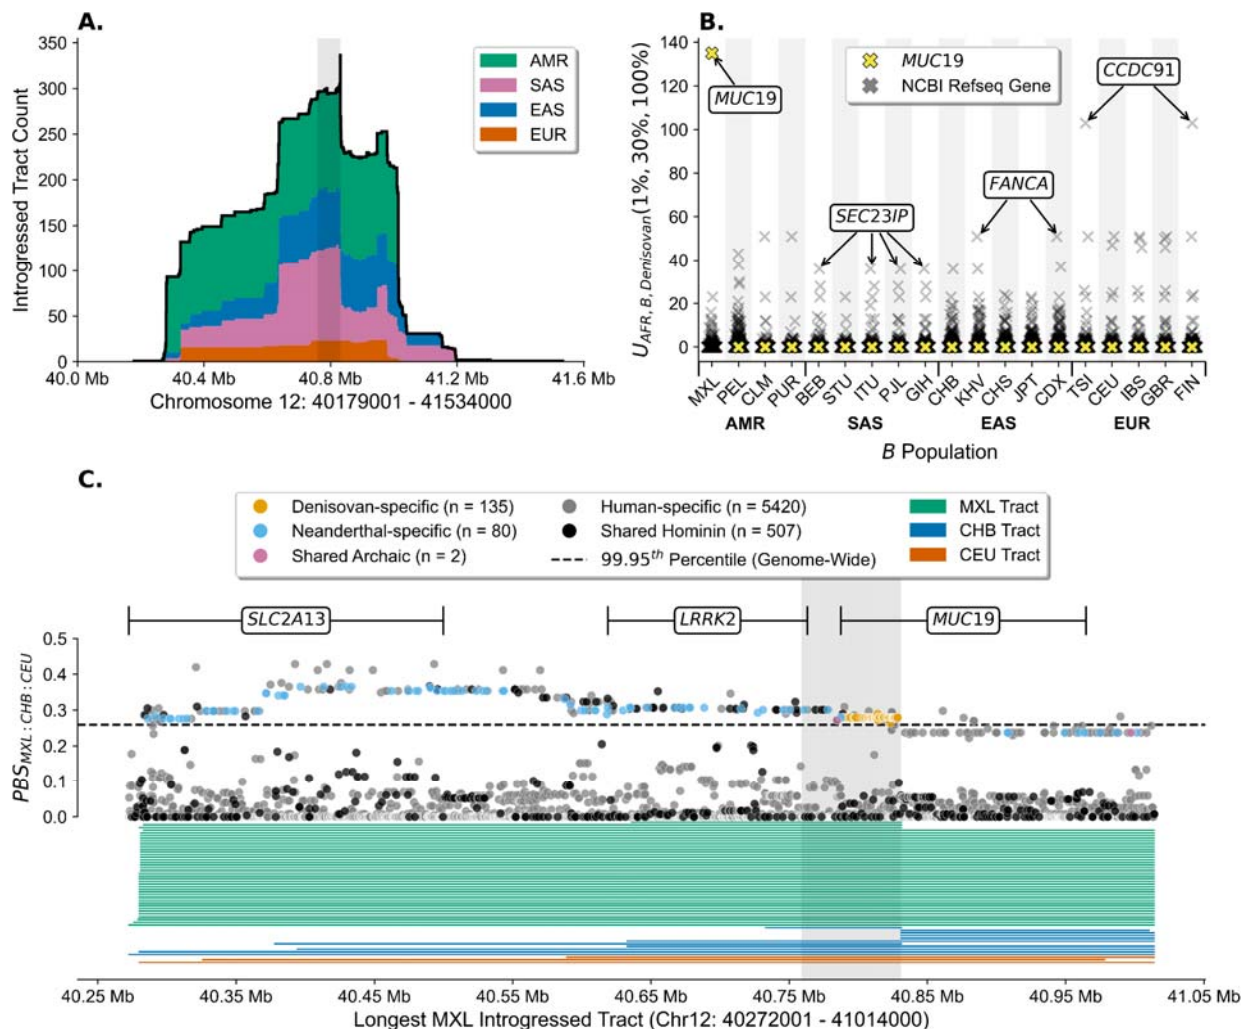 A.
Introgressed Tract Count
350
300
250
200
150
100
50
0
AMR
SAS
EAS
EUR
40.0 Mb
40.4 Mb
40.8 Mb
41.2 Mb
41.6 Mb
Chromosome 12: 40179001 - 41534000
B.
U_AFR, B, Denisovan(1%, 30%, 100%)
140
120
100
80
60
40
20
0
MUC19
NCBI Refseq Gene
MUC19
CCDC91
FANCA
SEC23IP
MXL
PEL
CLM
PUR
BEB
STU
ITU
PJL
GIH
CHB
KHV
CHS
JPT
CDX
TSI
CEU
IBS
GBR
FIN
AMR
SAS
EAS
EUR
B Population
C.
Denisovan-specific (n = 135)
Neanderthal-specific (n = 80)
Shared Archaic (n = 2)
Human-specific (n = 5420)
Shared Hominin (n = 507)
99.95th Percentile (Genome-Wide)
MXL Tract
CHB Tract
CEU Tract
SLC2A13
LRRK2
MUC19
PBS_MXL : CHB : CEU
0.5
0.4
0.3
0.2
0.1
0.0
40.25 Mb
40.35 Mb
40.45 Mb
40.55 Mb
40.65 Mb
40.75 Mb
40.85 Mb
40.95 Mb
41.05 Mb
Longest MXL Introgressed Tract (Chr12: 40272001 - 41014000)